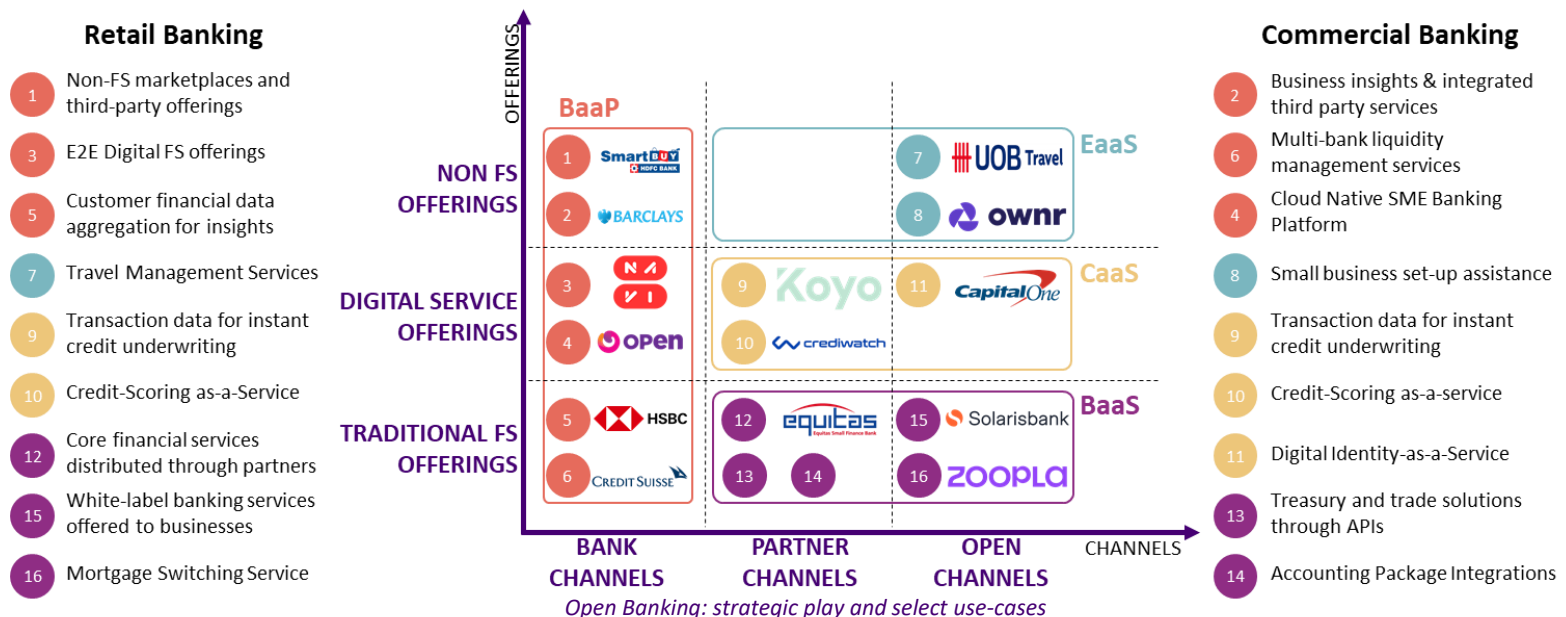 Retail Banking
1
Non-FS marketplaces and
third-party offerings
3
E2E Digital FS offerings
5
Customer financial data
aggregation for insights
7
Travel Management Services
9
Transaction data for instant
credit underwriting
10
Credit-Scoring as-a-Service
12
Core financial services
distributed through partners
15
White-label banking services
offered to businesses
16
Mortgage Switching Service
OFFERINGS
NON FS
OFFERINGS
DIGITAL SERVICE
OFFERINGS
TRADITIONAL FS
OFFERINGS
BaaP
1
SmartBUY
HDFC BANK
2
BARCLAYS
3
NA
VI
4
OPEN
5
HSBC
6
CREDIT SUISSE
EaaS
7
UOB Travel
8
ownr
CaaS
9
Koyo
11
Capital One
10
crediwatch
BaaS
12
equitas
Equitas Small Finance Bank
15
Solarisbank
13
14
16
ZOOPLA
BANK
CHANNELS
PARTNER
CHANNELS
OPEN
CHANNELS
CHANNELS
Open Banking: strategic play and select use-cases
Commercial Banking
2
Business insights & integrated
third party services
6
Multi-bank liquidity
management services
4
Cloud Native SME Banking
Platform
8
Small business set-up assistance
9
Transaction data for instant
credit underwriting
10
Credit-Scoring as-a-service
11
Digital Identity-as-a-Service
13
Treasury and trade solutions
through APIs
14
Accounting Package Integrations